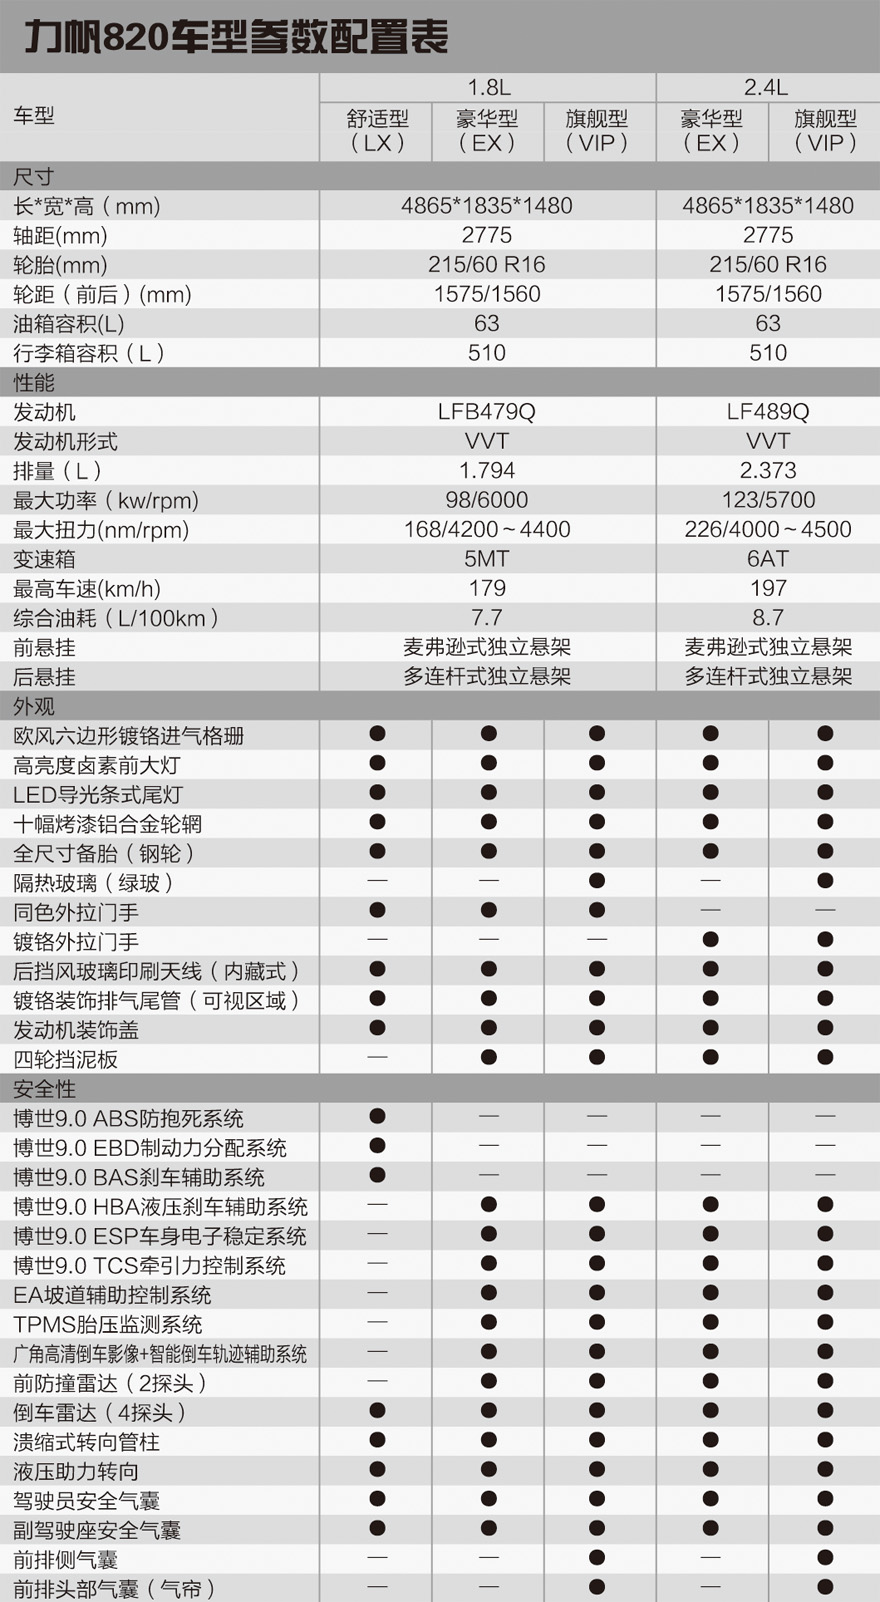 力帆820车型参数配置表
车型 1.8L 2.4L
舒适型 豪华型 旗舰型 豪华型 旗舰型
（LX） （EX） （VIP） （EX） （VIP）
尺寸
长*宽*高（mm) 4865*1835*1480 4865*1835*1480
轴距(mm) 2775 2775
轮胎(mm) 215/60 R16 215/60 R16
轮距（前后）(mm) 1575/1560 1575/1560
油箱容积(L) 63 63
行李箱容积（L） 510 510
性能
发动机 LFB479Q LF489Q
发动机形式 VVT VVT
排量（L） 1.794 2.373
最大功率（kw/rpm) 98/6000 123/5700
最大扭力(nm/rpm) 168/4200～4400 226/4000～4500
变速箱 5MT 6AT
最高车速(km/h) 179 197
综合油耗（L/100km） 7.7 8.7
前悬挂 麦弗逊式独立悬架 麦弗逊式独立悬架
后悬挂 多连杆式独立悬架 多连杆式独立悬架
外观
欧风六边形镀铬进气格珊 ● ● ● ● ●
高亮度卤素前大灯 ● ● ● ● ●
LED导光条式尾灯 ● ● ● ● ●
十幅烤漆铝合金轮辋 ● ● ● ● ●
全尺寸备胎（钢轮） ● ● ● ● ●
隔热玻璃（绿玻） — — ● — ●
同色外拉门手 ● ● ● — —
镀铬外拉门手 — — — ● ●
后挡风玻璃印刷天线（内藏式） ● ● ● ● ●
镀铬装饰排气尾管（可视区域） ● ● ● ● ●
发动机装饰盖 ● ● ● ● ●
四轮挡泥板 — ● ● ● ●
安全性
博世9.0 ABS防抱死系统 ● — — — —
博世9.0 EBD制动力分配系统 ● — — — —
博世9.0 BAS刹车辅助系统 ● — — — —
博世9.0 HBA液压刹车辅助系统 — ● ● ● ●
博世9.0 ESP车身电子稳定系统 — ● ● ● ●
博世9.0 TCS牵引力控制系统 — ● ● ● ●
EA坡道辅助控制系统 — ● ● ● ●
TPMS胎压监测系统 — ● ● ● ●
广角高清倒车影像+智能倒车轨迹辅助系统 — ● ● ● ●
前防撞雷达（2探头） — ● ● ● ●
倒车雷达（4探头） ● ● ● ● ●
溃缩式转向管柱 ● ● ● ● ●
液压助力转向 ● ● ● ● ●
驾驶员安全气囊 ● ● ● ● ●
副驾驶座安全气囊 ● ● ● ● ●
前排侧气囊 — — ● — ●
前排头部气囊（气帘） — — ● — ●